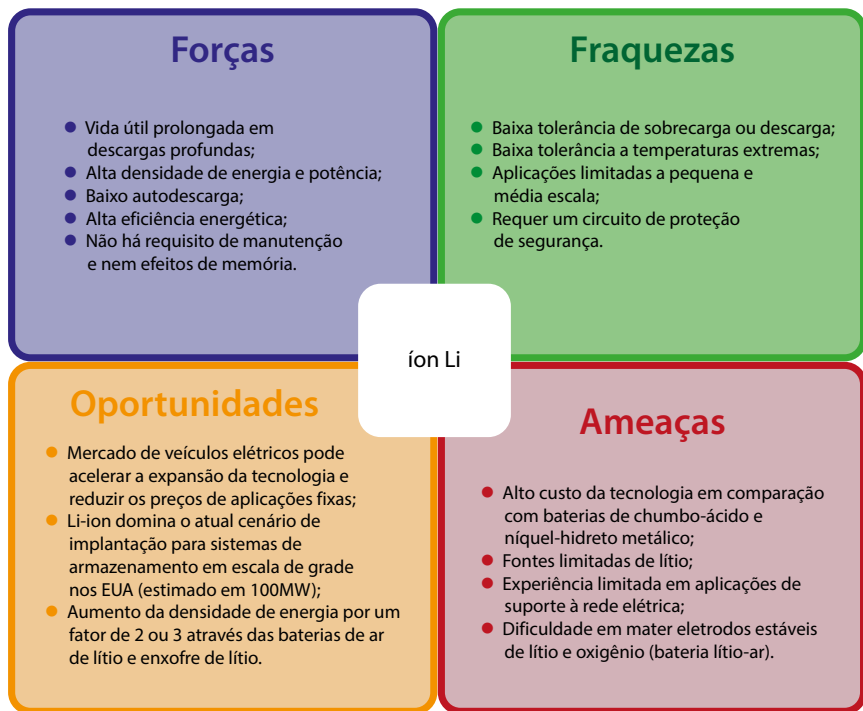 Forças
Vida útil prolongada em
descargas profundas;
Alta densidade de energia e potência;
Baixo autodescarga;
Alta eficiência energética;
Não há requisito de manutenção
e nem efeitos de memória.
Fraquezas
Baixa tolerância de sobrecarga ou descarga;
Baixa tolerância a temperaturas extremas;
Aplicações limitadas a pequena e
média escala;
Requer um circuito de proteção
de segurança.
íon Li
Oportunidades
Mercado de veículos elétricos pode
acelerar a expansão da tecnologia e
reduzir os preços de aplicações fixas;
Li-ion domina o atual cenário de
implantação para sistemas de
armazenamento em escala de grade
nos EUA (estimado em 100MW);
Aumento da densidade de energia por um
fator de 2 ou 3 através das baterias de ar
de lítio e enxofre de lítio.
Ameaças
Alto custo da tecnologia em comparação
com baterias de chumbo-ácido e
níquel-hidreto metálico;
Fontes limitadas de lítio;
Experiência limitada em aplicações de
suporte à rede elétrica;
Dificuldade em mater eletrodos estáveis
de lítio e oxigênio (bateria lítio-ar).